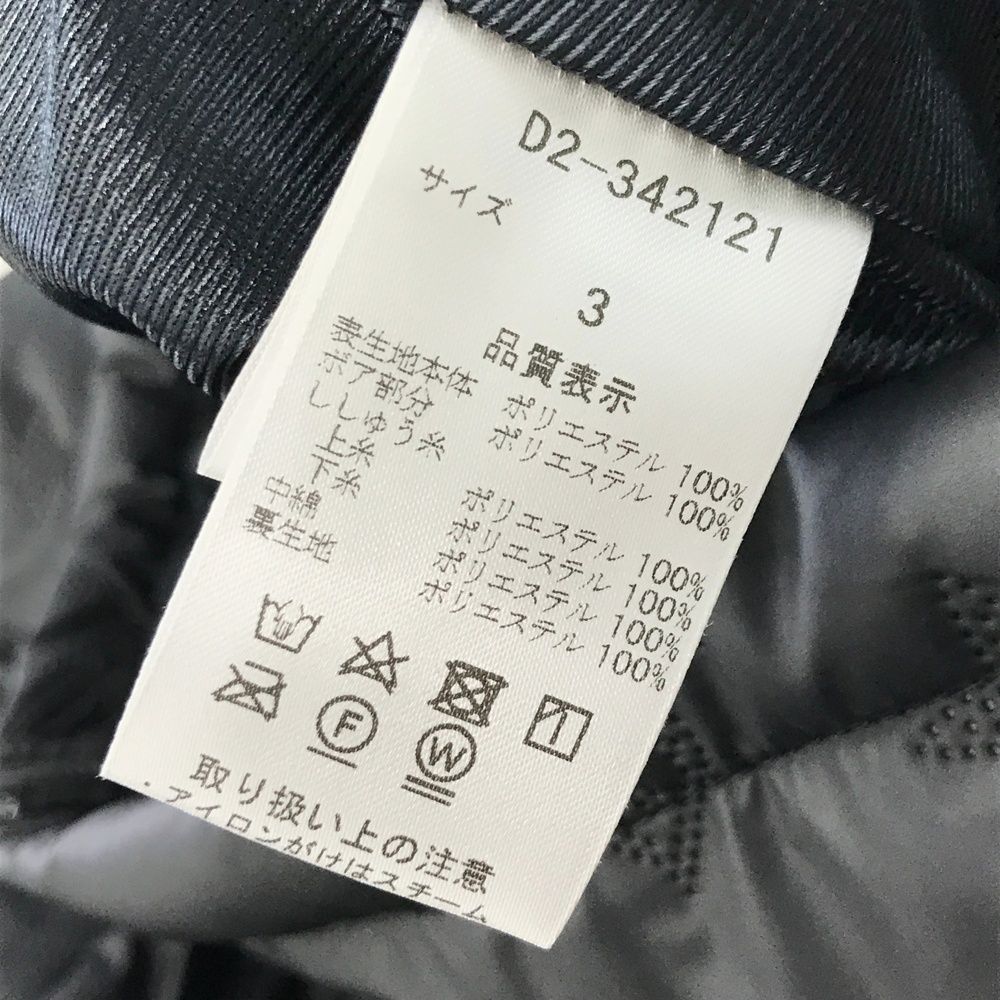 D2-342121
サイズ
3
品質表示
表生地本体 ポリエステル 100%
ボア部分 ポリエステル 100%
ししゅう糸
上糸 ポリエステル 100%
下糸 ポリエステル 100%
中綿 ポリエステル 100%
裏生地 ポリエステル 100%
F W
取り扱い上の注意
・アイロンがけはスチーム